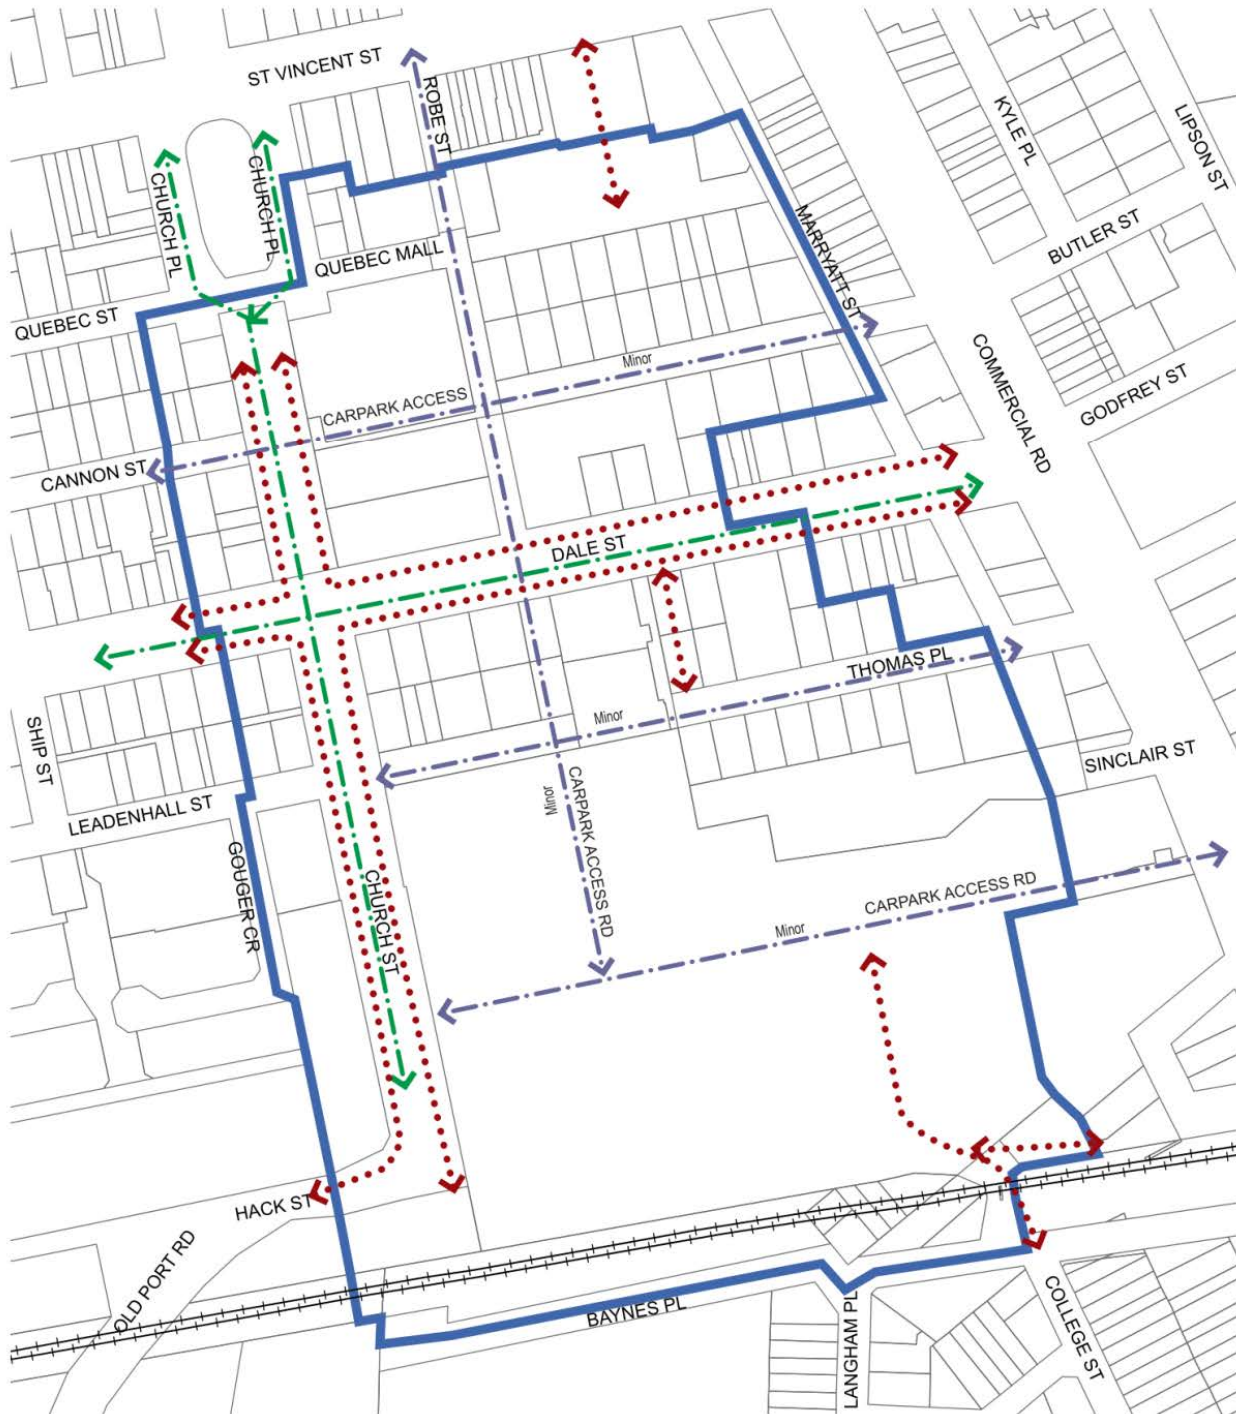 ST VINCENT ST
ROBE ST
KYLE PL
LIPSON ST
CHURCH PL
CHURCH PL
MARRYATT ST
BUTLER ST
QUEBEC MALL
QUEBEC ST
Minor
COMMERCIAL RD
GODFREY ST
CARPARK ACCESS
CANNON ST
DALE ST
THOMAS PL
Minor
SHIP ST
SINCLAIR ST
LEADENHALL ST
Minor
CARPARK ACCESS RD
GOUGER CR
CHURCH ST
CARPARK ACCESS RD
Minor
HACK ST
OLD PORT RD
BAYNES PL
LANGHAM PL
COLLEGE ST